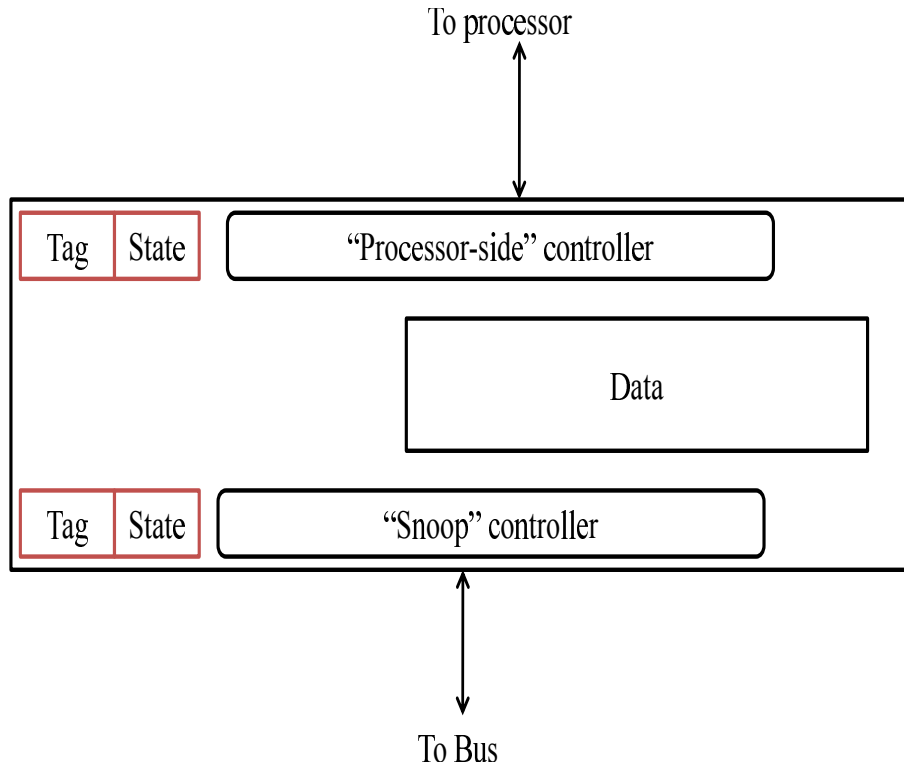 To processor
Tag State “Processor-side” controller
Data
Tag State “Snoop” controller
To Bus